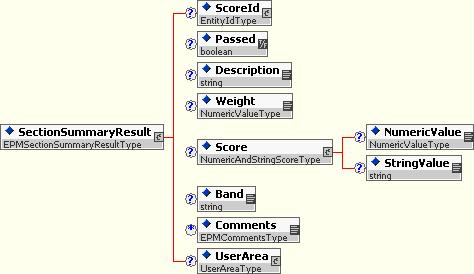 ScoreId
EntityIdType
Passed
boolean
Description
string
Weight
NumericValueType
SectionSummaryResult
EPMSectionSummaryResultType
Score
NumericAndStringScoreType
NumericValue
NumericValueType
StringValue
string
Band
string
Comments
EPMCommentsType
UserArea
UserAreaType